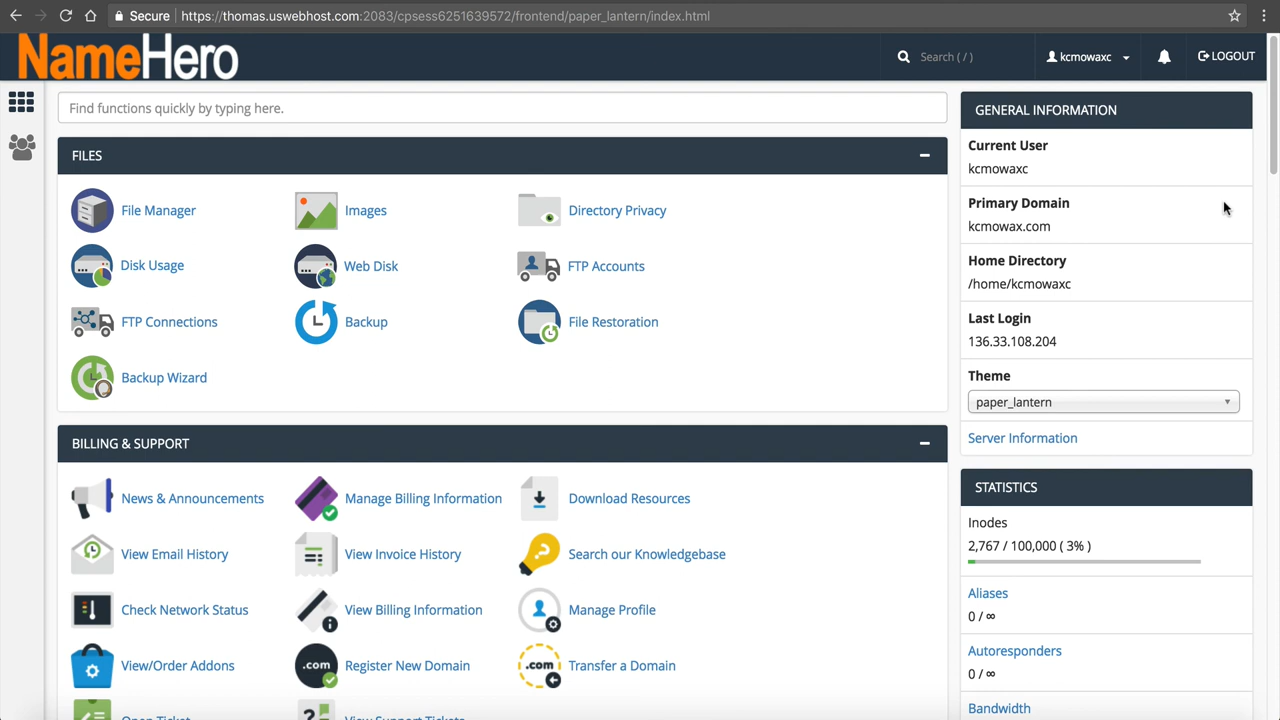 Secure https://thomas.uswebhost.com:2083/cpsess6251639572/frontend/paper_lantern/index.html
NameHero
Search ( / )
kcmowaxc
LOGOUT
Find functions quickly by typing here.
FILES
File Manager
Images
Directory Privacy
Disk Usage
Web Disk
FTP Accounts
FTP Connections
Backup
File Restoration
Backup Wizard
BILLING & SUPPORT
News & Announcements
Manage Billing Information
Download Resources
View Email History
View Invoice History
Search our Knowledgebase
Check Network Status
View Billing Information
Manage Profile
View/Order Addons
.com
Register New Domain
.com
Transfer a Domain
Open Ticket
View Support Tickets
GENERAL INFORMATION
Current User
kcmowaxc
Primary Domain
kcmowax.com
Home Directory
/home/kcmowaxc
Last Login
136.33.108.204
Theme
paper_lantern
Server Information
STATISTICS
Inodes
2,767 / 100,000 ( 3% )
Aliases
0 / ∞
Autoresponders
0 / ∞
Bandwidth